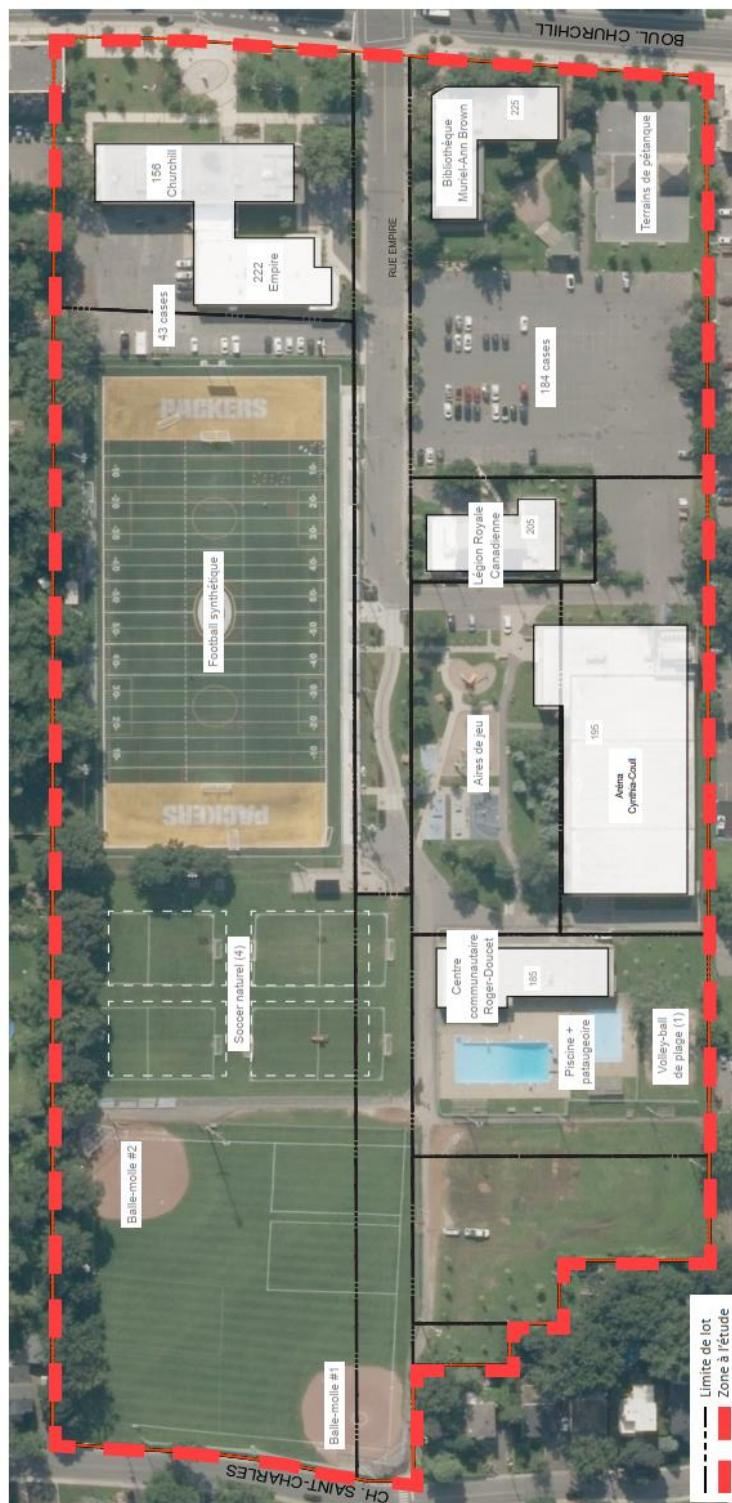 BOUL. CHURCHILL
156
Churchill
222
Empire
43 cases
RUE EMPIRE
Bibliothèque
Muriel-Ann Brown
225
Terrains de pétanque
184 cases
PACKERS
Football synthétique
PACKERS
Légion Royale
Canadienne
205
Aires de jeu
195
Aréna
Cynthia-Coull
Soccer naturel (4)
Centre
communautaire
Roger-Doucet
185
Piscine +
pataugeoire
Volley-ball
de plage (1)
Balle-molle #2
Balle-molle #1
CH. SAINT-CHARLES
Limite de lot
Zone à l'étude